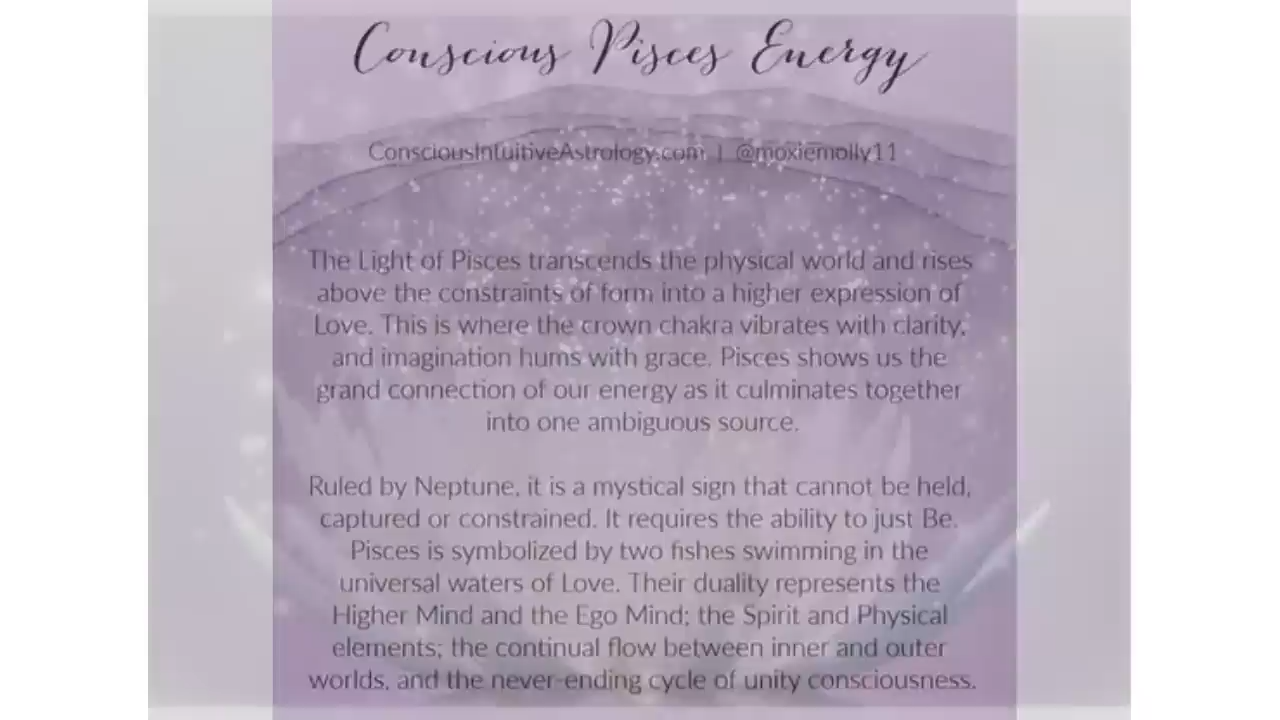 Conscious Pisces Energy
ConsciousIntuitiveAstrology.com | @moxiemolly11
The Light of Pisces transcends the physical world and rises
above the constraints of form into a higher expression of
Love. This is where the crown chakra vibrates with clarity,
and imagination hums with grace. Pisces shows us the
grand connection of our energy as it culminates together
into one ambiguous source.
Ruled by Neptune, it is a mystical sign that cannot be held,
captured or constrained. It requires the ability to just Be.
Pisces is symbolized by two fishes swimming in the
universal waters of Love. Their duality represents the
Higher Mind and the Ego Mind; the Spirit and Physical
elements; the continual flow between inner and outer
worlds, and the never-ending cycle of unity consciousness.